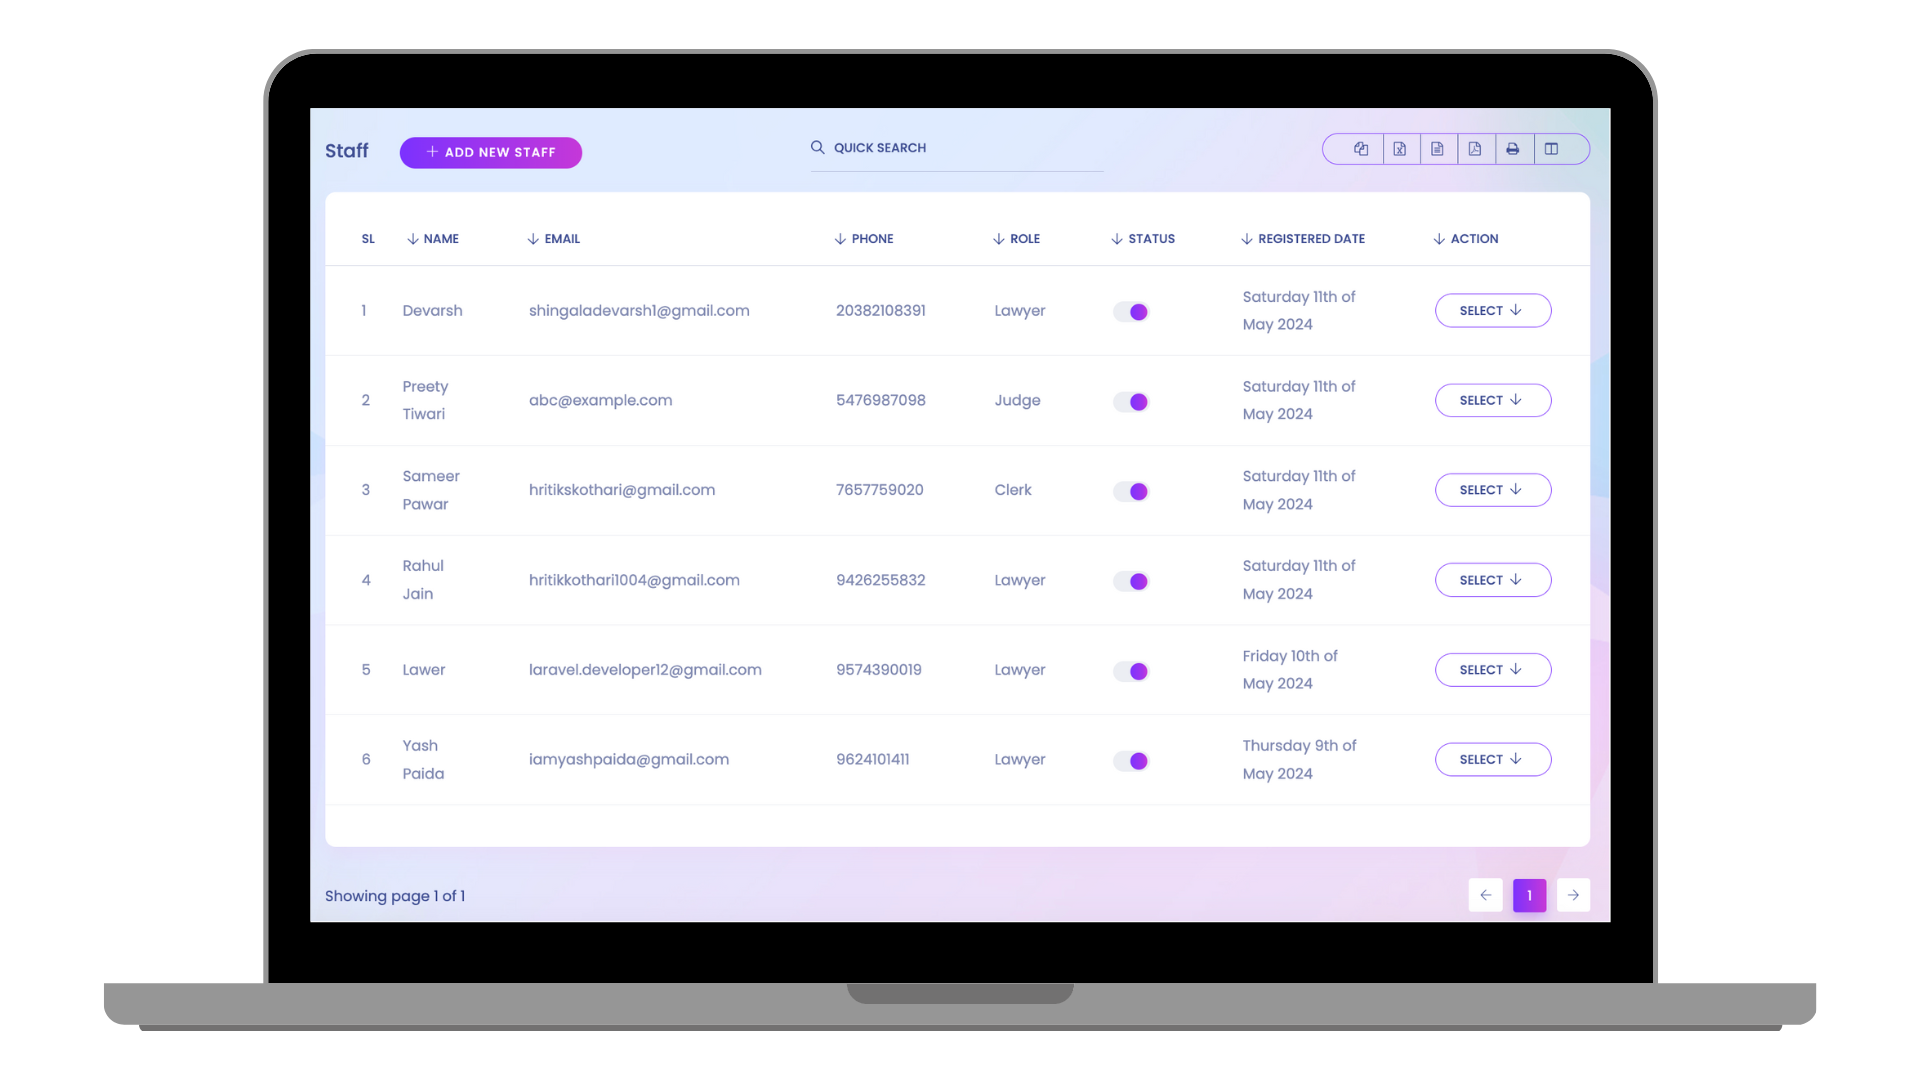 Staff
+ ADD NEW STAFF
QUICK SEARCH
SL NAME EMAIL PHONE ROLE STATUS REGISTERED DATE ACTION
1 Devarsh shingaladevarsh1@gmail.com 20382108391 Lawyer Saturday 11th of May 2024 SELECT
2 Preety Tiwari abc@example.com 5476987098 Judge Saturday 11th of May 2024 SELECT
3 Sameer Pawar hritikskothari@gmail.com 7657759020 Clerk Saturday 11th of May 2024 SELECT
4 Rahul Jain hritikkothari1004@gmail.com 9426255832 Lawyer Saturday 11th of May 2024 SELECT
5 Lawer laravel.developer12@gmail.com 9574390019 Lawyer Friday 10th of May 2024 SELECT
6 Yash Paida iamyashpaida@gmail.com 9624101411 Lawyer Thursday 9th of May 2024 SELECT
Showing page 1 of 1
1